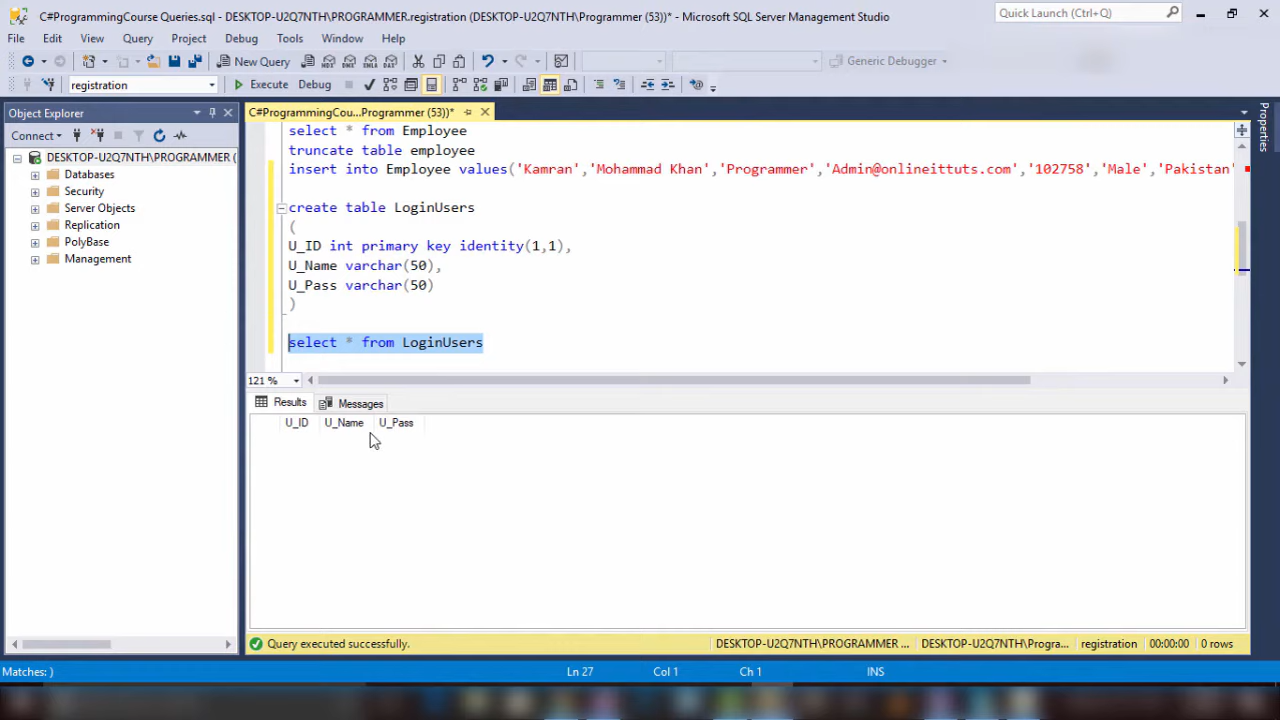 C#ProgrammingCourse Queries.sql - DESKTOP-U2Q7NTH\PROGRAMMER.registration (DESKTOP-U2Q7NTH\Programmer (53))* - Microsoft SQL Server Management Studio
Quick Launch (Ctrl+Q)
File Edit View Query Project Debug Tools Window Help
New Query
Generic Debugger
registration
Execute Debug
Object Explorer
C#ProgrammingCou...Programmer (53))*
Properties
Connect
DESKTOP-U2Q7NTH\PROGRAMMER (
Databases
Security
Server Objects
Replication
PolyBase
Management
select * from Employee
truncate table employee
insert into Employee values('Kamran','Mohammad Khan','Programmer','Admin@onlineittuts.com','102758','Male','Pakistan'
create table LoginUsers
(
U_ID int primary key identity(1,1),
U_Name varchar(50),
U_Pass varchar(50)
)
select * from LoginUsers
121 %
Results Messages
U_ID U_Name U_Pass
Query executed successfully.
DESKTOP-U2Q7NTH\PROGRAMMER ... DESKTOP-U2Q7NTH\Progra... registration 00:00:00 0 rows
Matches: ) Ln 27 Col 1 Ch 1 INS